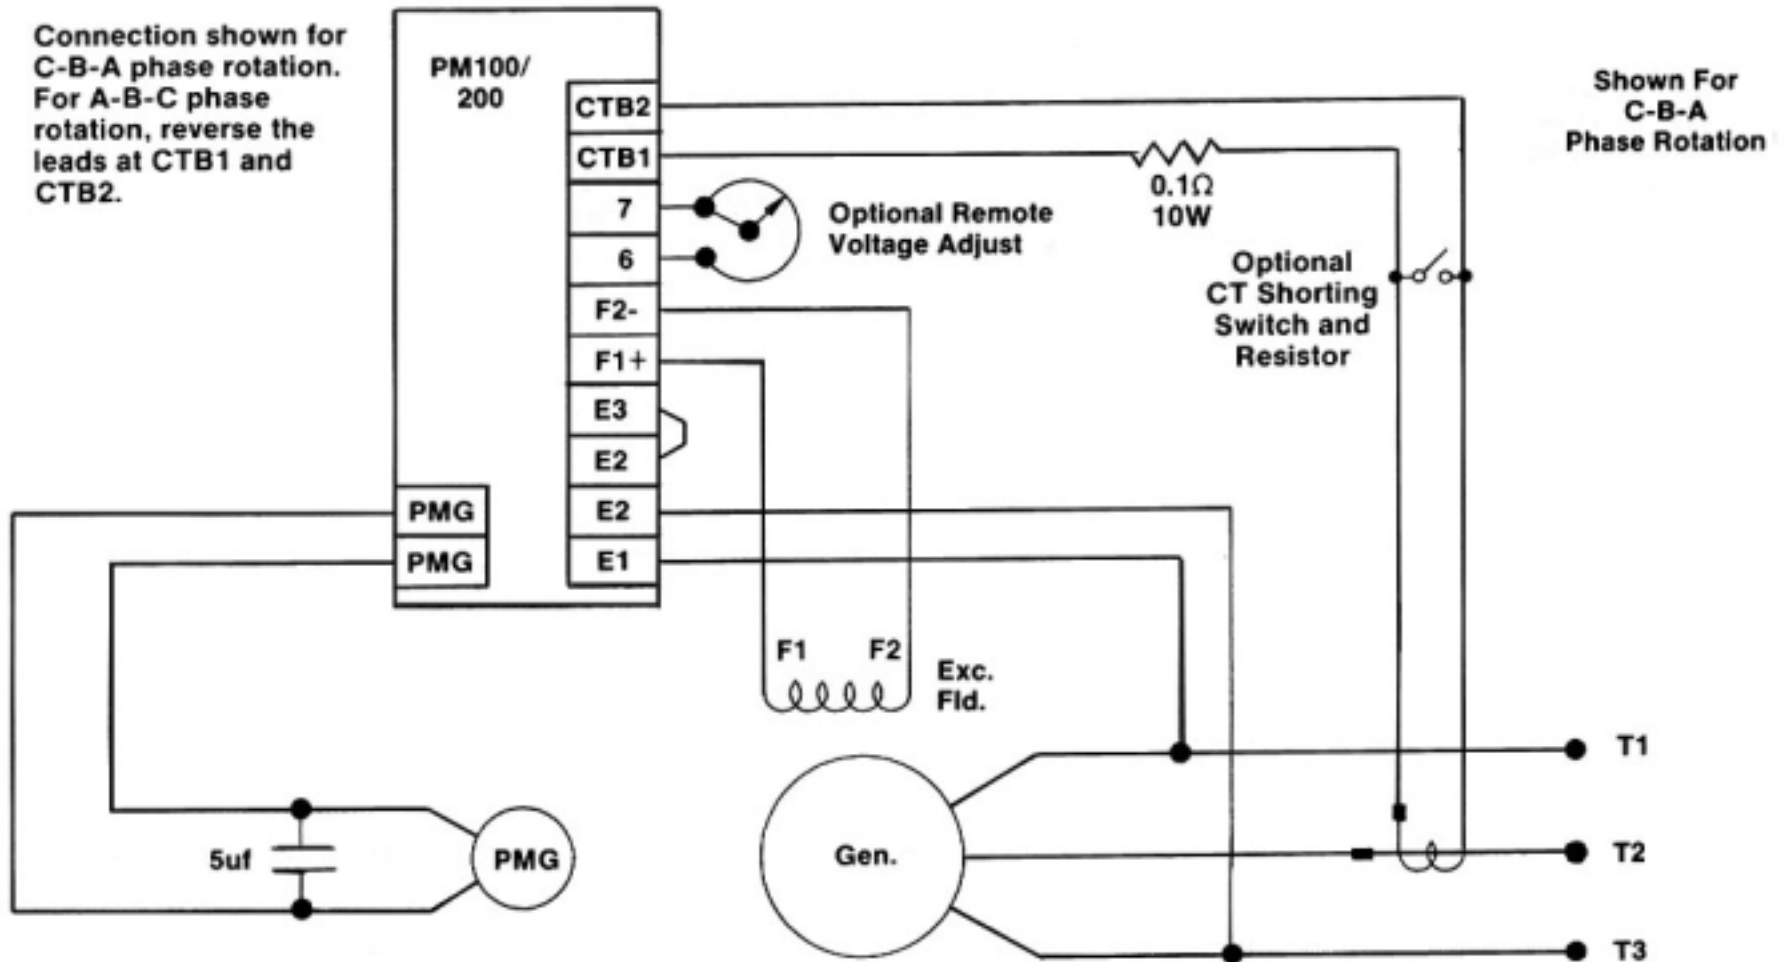 Connection shown for
C-B-A phase rotation.
For A-B-C phase
rotation, reverse the
leads at CTB1 and
CTB2.
PM100/
200
CTB2
CTB1
7
6
F2-
F1+
E3
E2
E2
E1
PMG
PMG
Optional Remote
Voltage Adjust
0.1Ω
10W
Optional
CT Shorting
Switch and
Resistor
Shown For
C-B-A
Phase Rotation
F1
F2
Exc.
Fld.
5uf
PMG
Gen.
T1
T2
T3